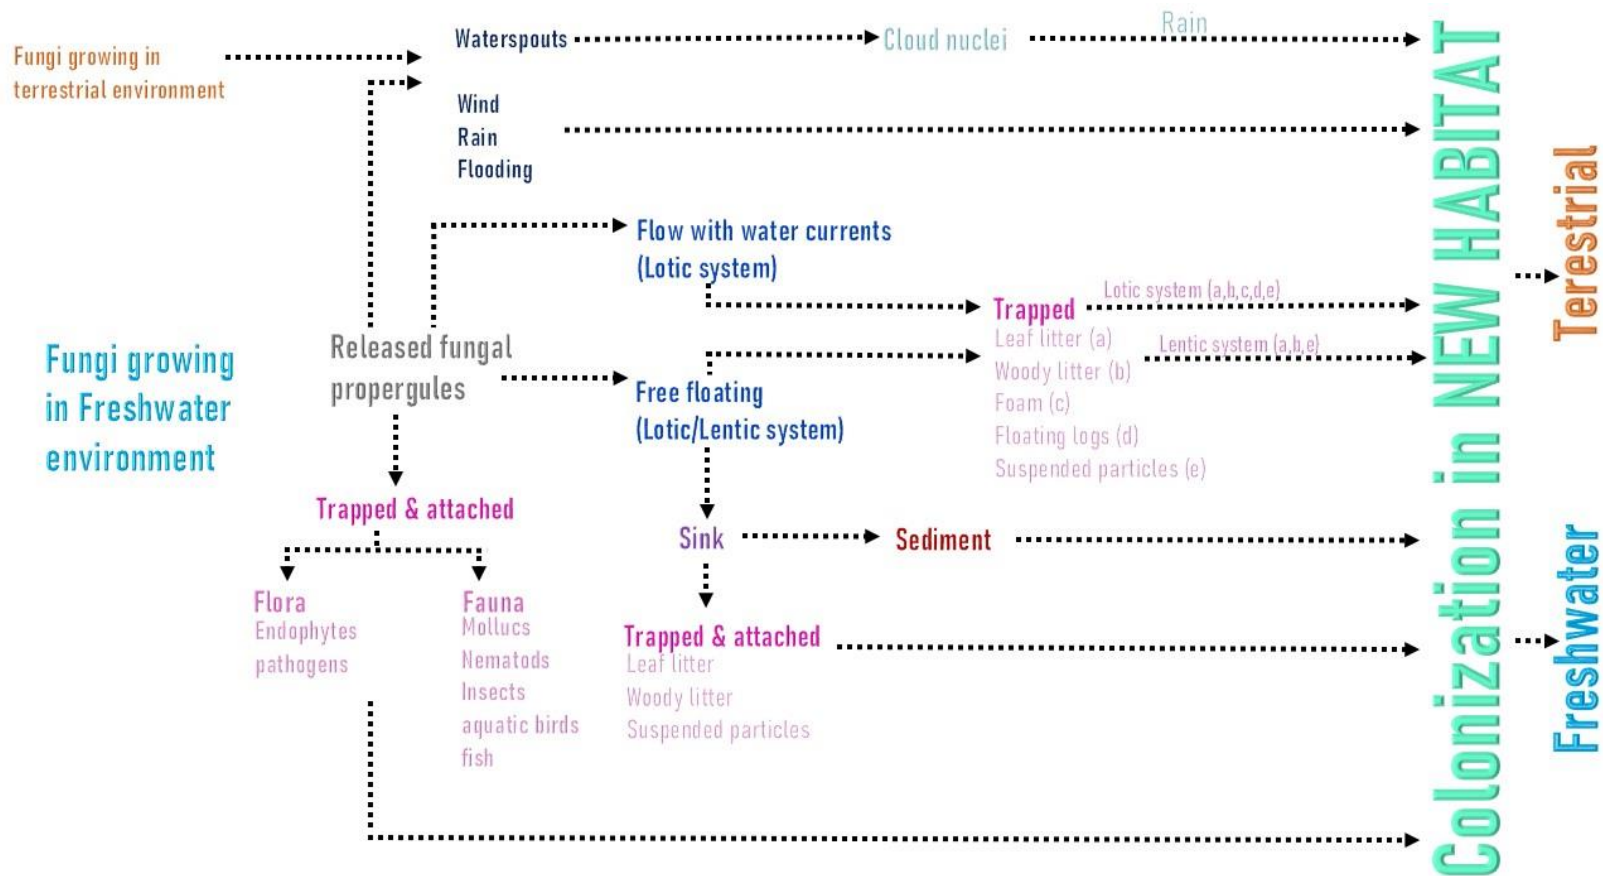 Fungi growing in
terrestrial environment
Waterspouts
Cloud nuclei
Rain
Wind
Rain
Flooding
Flow with water currents
(Lotic system)
Fungi growing
in Freshwater
environment
Released fungal
propergules
Free floating
(Lotic/Lentic system)
Trapped
Leaf litter (a)
Woody litter (b)
Foam (c)
Floating logs (d)
Suspended particles (e)
Lotic system (a,b,c,d,e)
Lentic system (a,b,e)
Trapped & attached
Flora
Endophytes
pathogens
Fauna
Mollucs
Nematods
Insects
aquatic birds
fish
Sink
Sediment
Trapped & attached
Leaf litter
Woody litter
Suspended particles
Colonization in NEW HABITAT
Terestrial
Freshwater